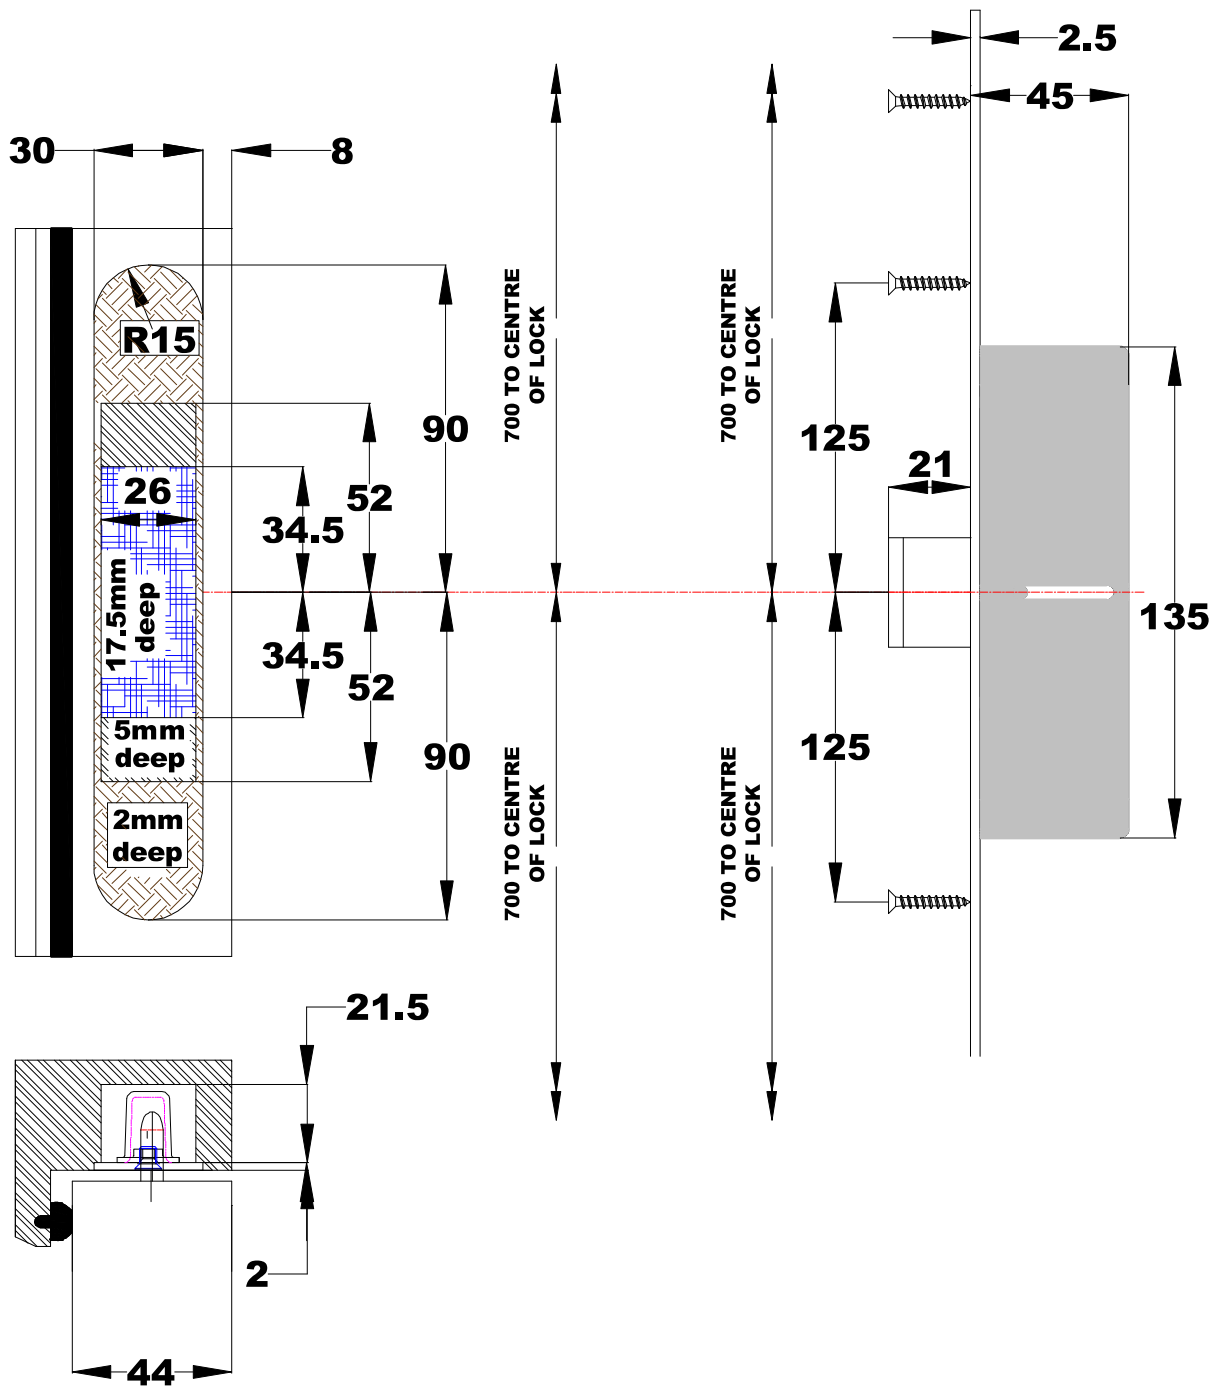 2.5
45
30
8
700 TO CENTRE
OF LOCK
700 TO CENTRE
OF LOCK
R15
90
125
21
26
52
34.5
17.5mm
deep
135
34.5
52
5mm
deep
90
125
2mm
deep
700 TO CENTRE
OF LOCK
700 TO CENTRE
OF LOCK
21.5
2
44